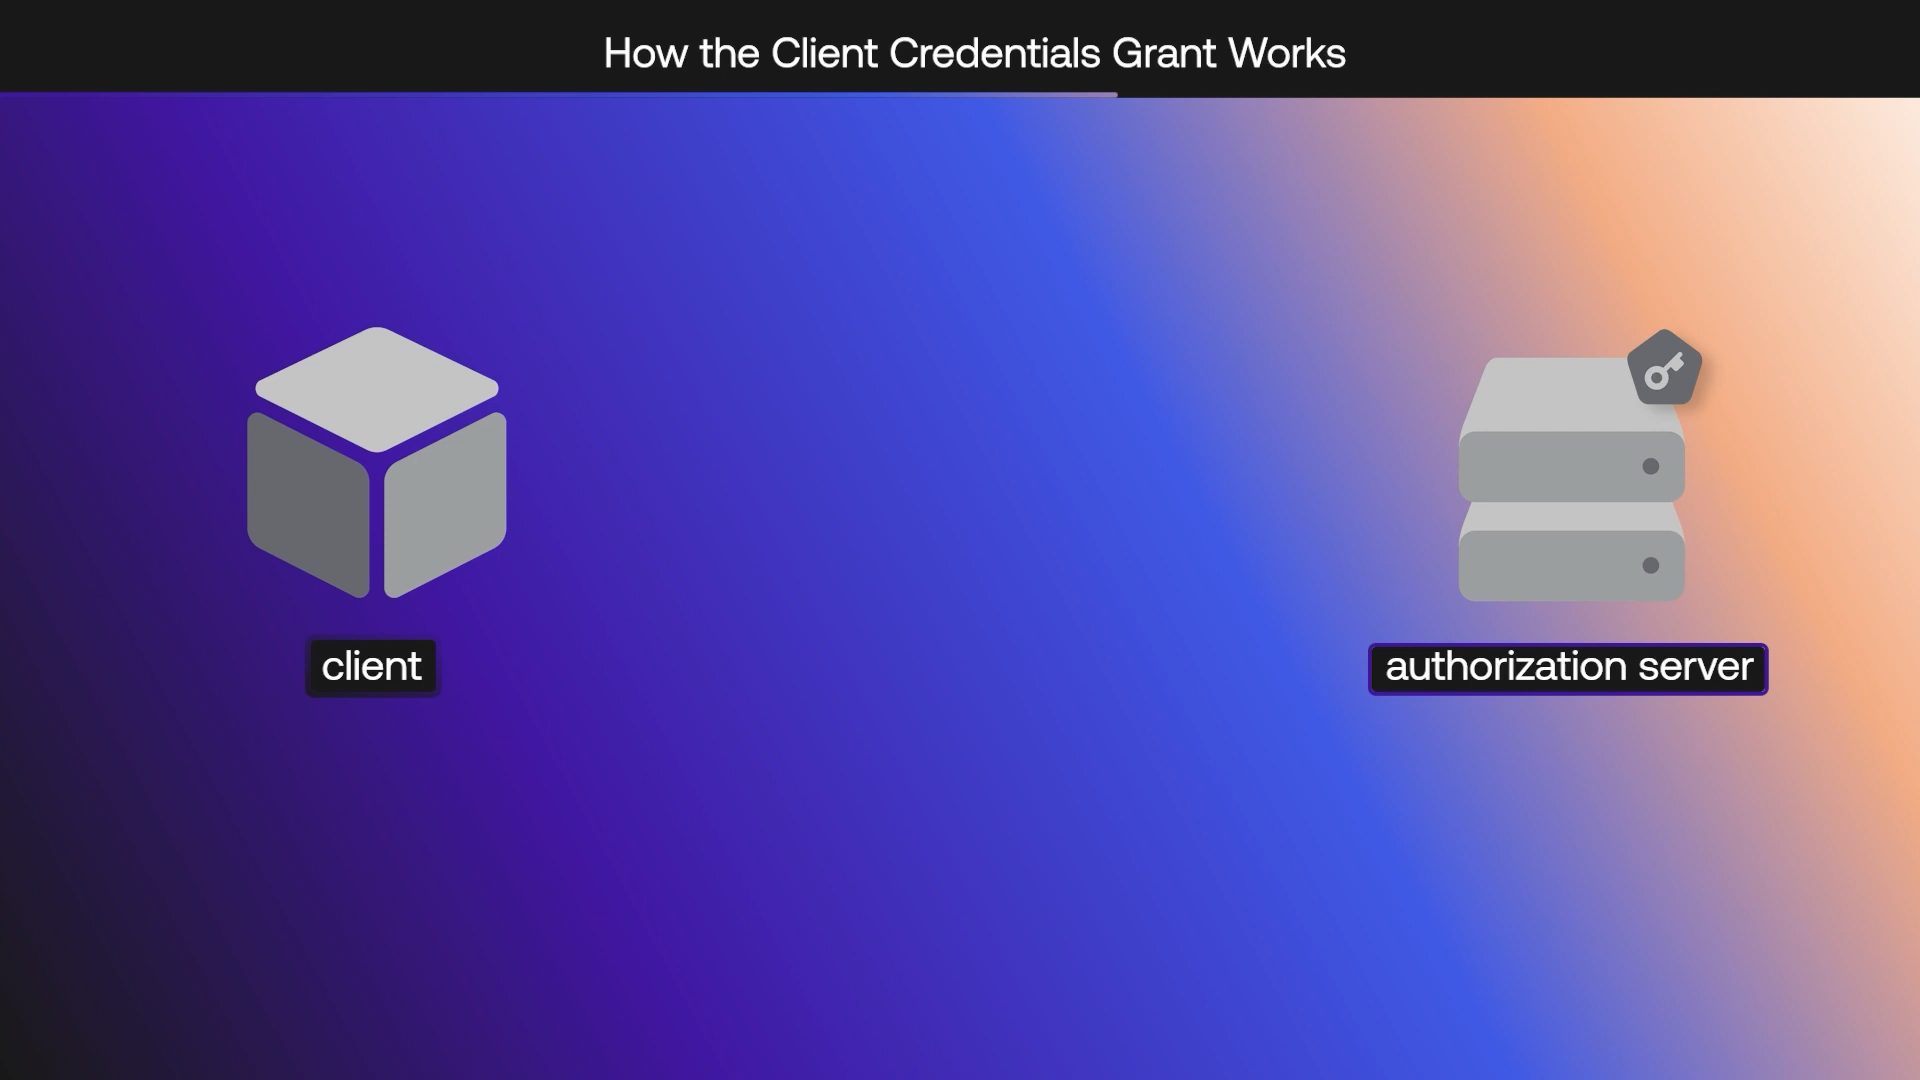 How the Client Credentials Grant Works
client
authorization server